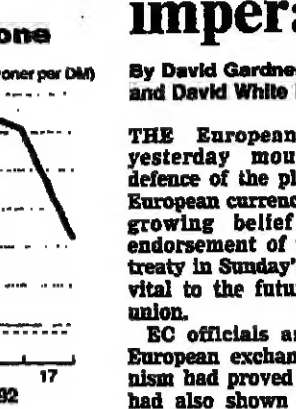 one
oner per DM)
17
92
impera
By David Gardne
and David White
THE European
yesterday mou
defence of the pl
European currenc
growing belief
endorsement of
treaty in Sunday'
vital to the futur
union.
EC officials a
European exchan
nism had proved
had also shown